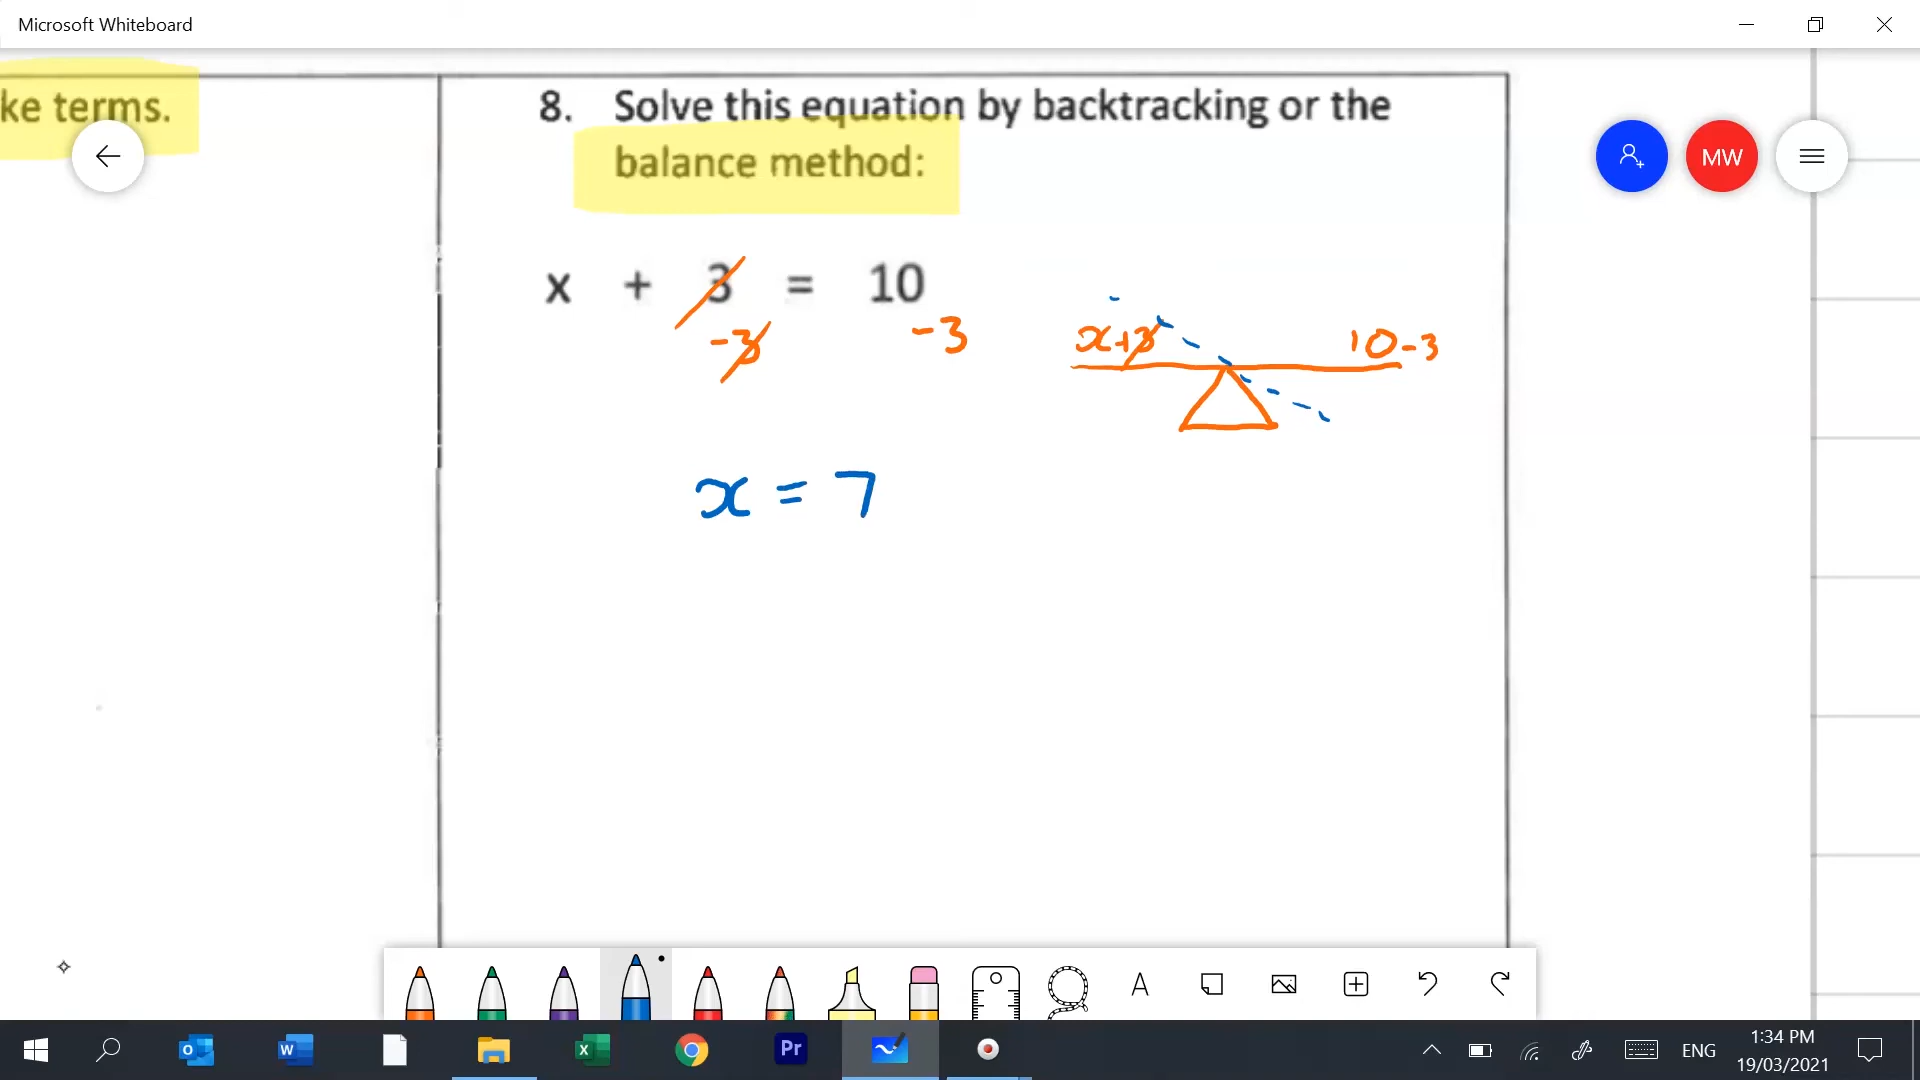 Microsoft Whiteboard
ke terms.
8. Solve this equation by backtracking or the
balance method:
MW
x + 3 = 10
-3 -3
x+3 10-3
x = 7
A
O W X Pr
ENG
1:34 PM
19/03/2021